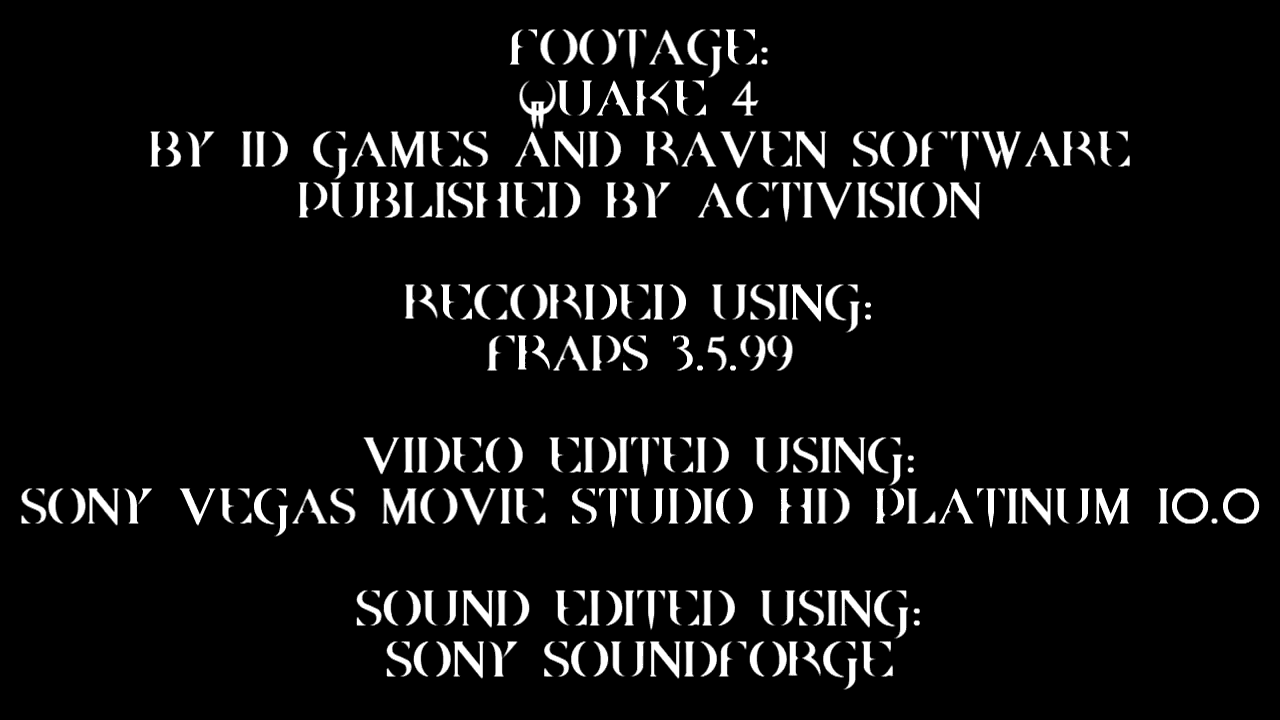 FOOTAGE:
QUAKE 4
BY ID GAMES AND RAVEN SOFTWARE
PUBLISHED BY ACTIVISION
RECORDED USING:
FRAPS 3.5.99
VIDEO EDITED USING:
SONY VEGAS MOVIE STUDIO HD PLATINUM 10.0
SOUND EDITED USING:
SONY SOUNDFORGE